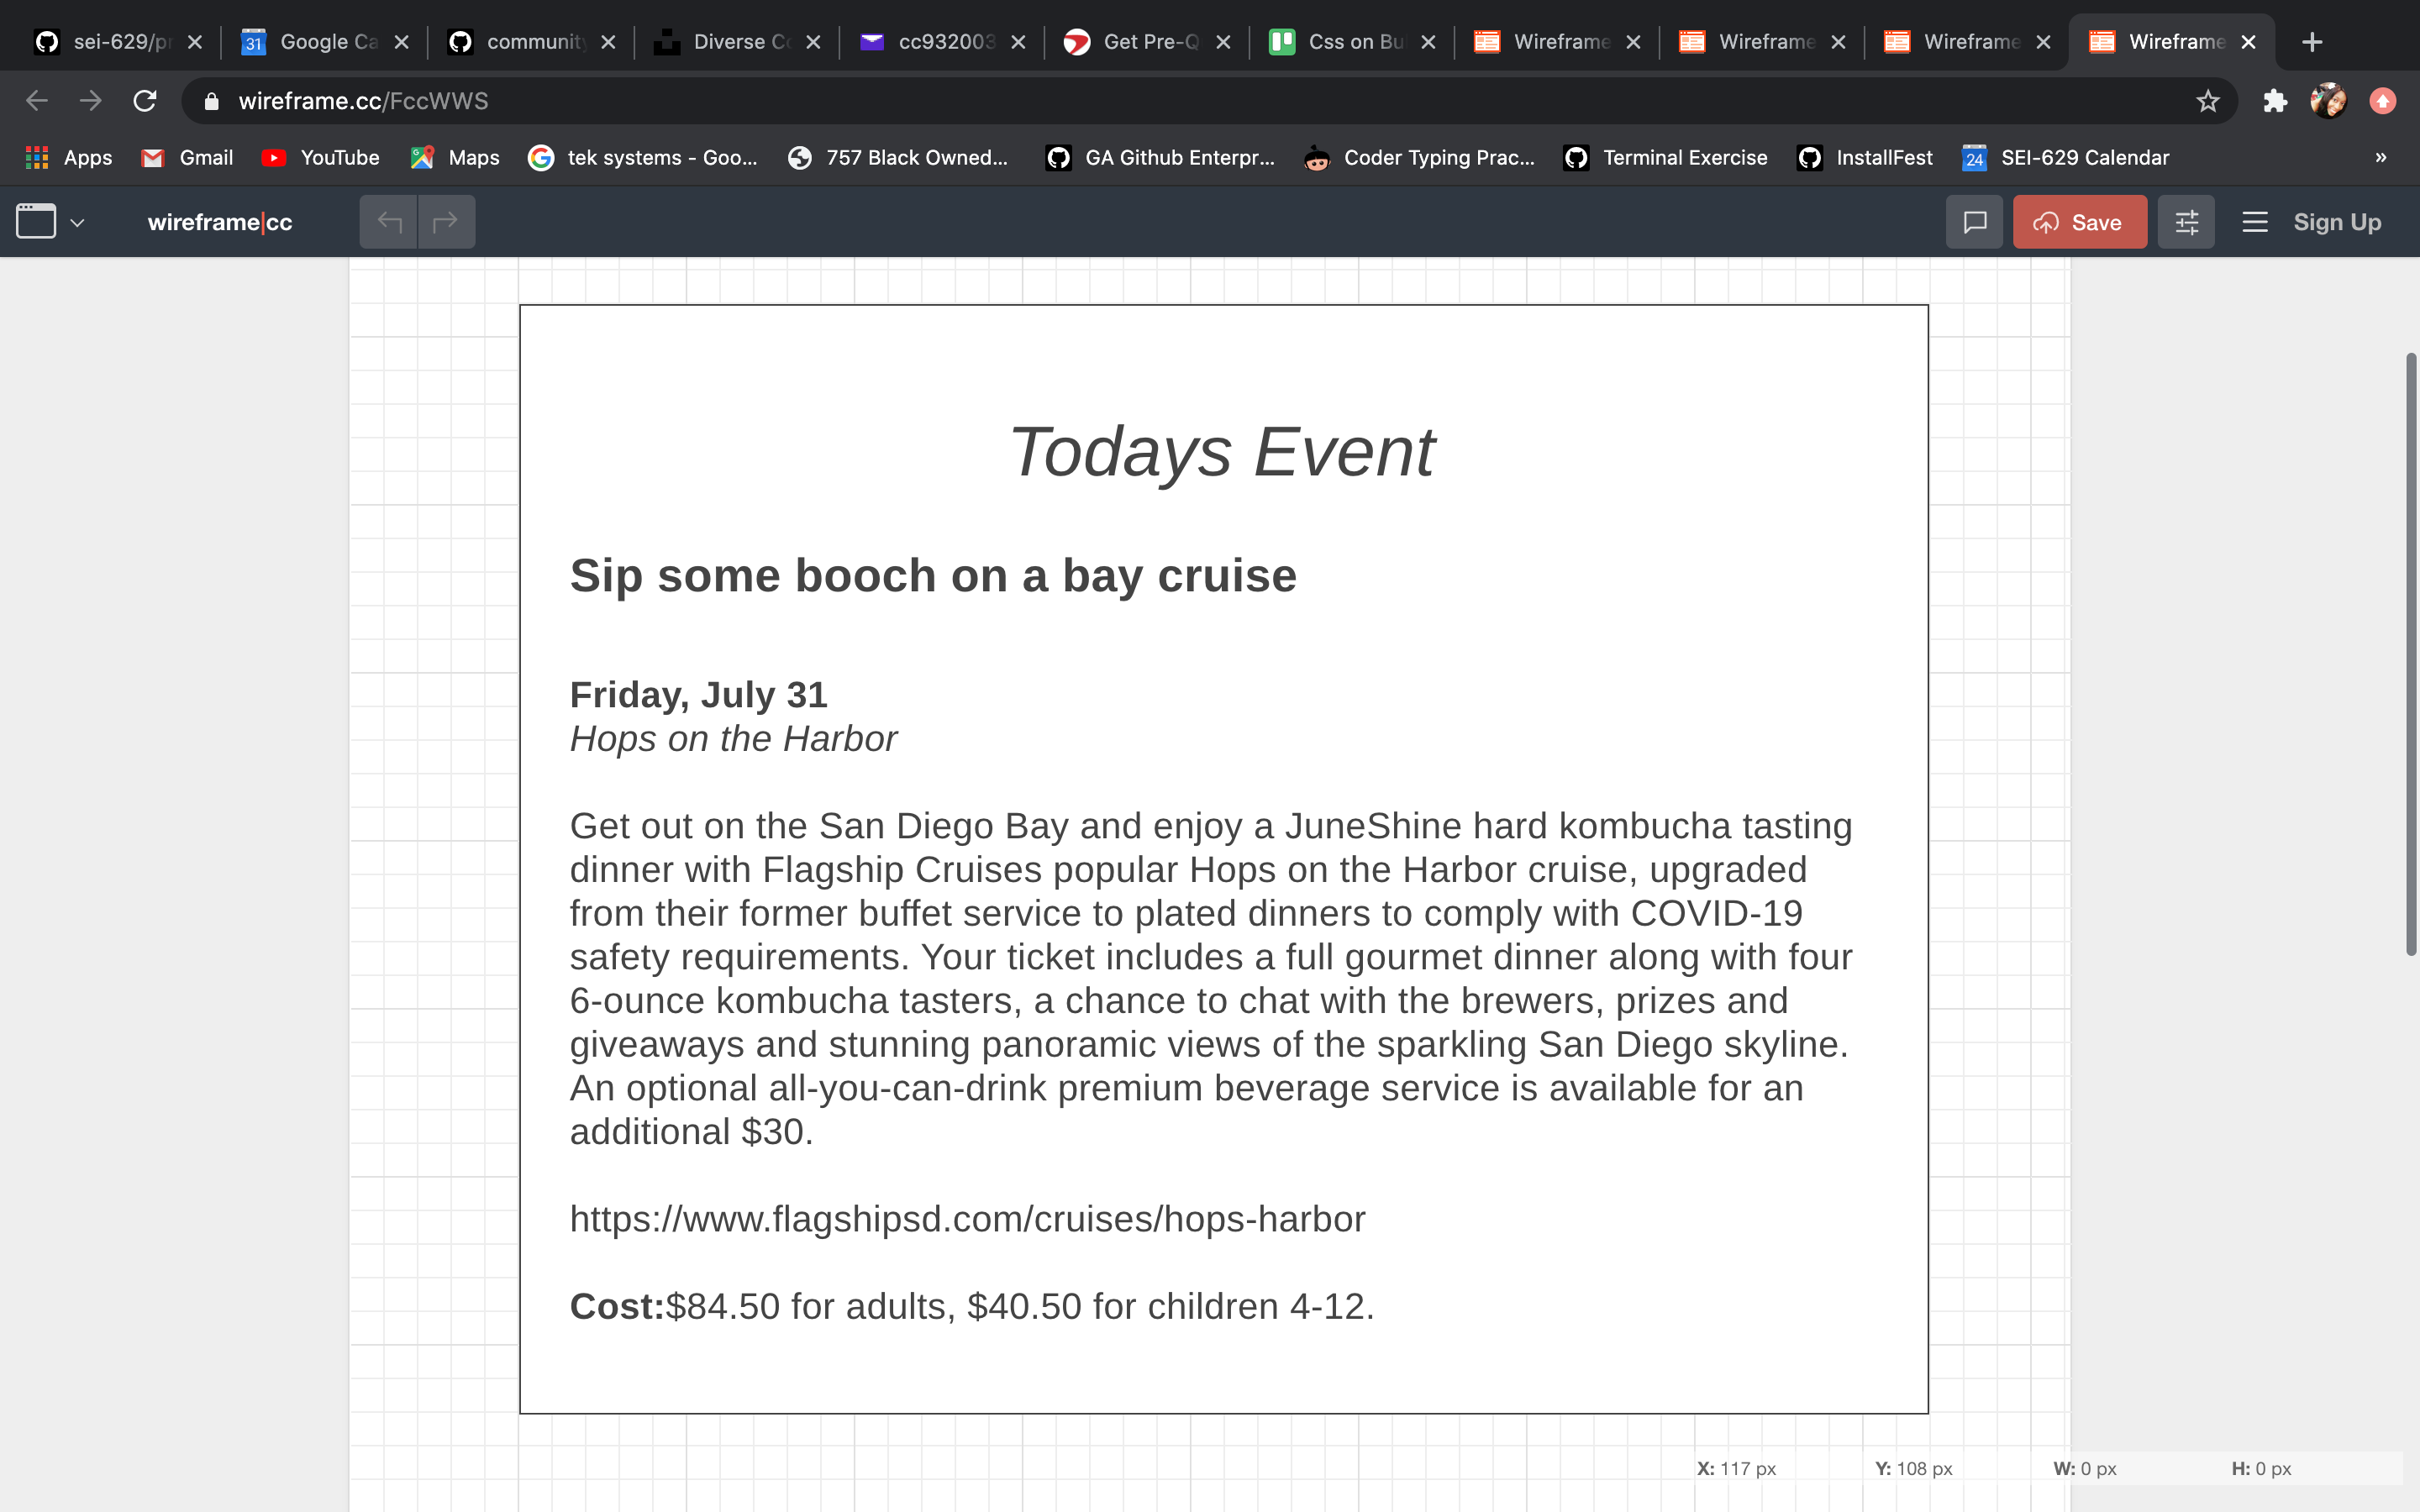 sei-629/pr
31 Google Ca
community
Diverse Co
cc932003
Get Pre-Q
Css on Bu
Wireframe
Wireframe
Wireframe
Wireframe
wireframe.cc/FccWWS
Apps
Gmail
YouTube
Maps
tek systems - Goo...
757 Black Owned...
GA Github Enterpr...
Coder Typing Prac...
Terminal Exercise
InstallFest
24 SEI-629 Calendar
»
wireframe|cc
Save
Sign Up
Todays Event
Sip some booch on a bay cruise
Friday, July 31
Hops on the Harbor
Get out on the San Diego Bay and enjoy a JuneShine hard kombucha tasting
dinner with Flagship Cruises popular Hops on the Harbor cruise, upgraded
from their former buffet service to plated dinners to comply with COVID-19
safety requirements. Your ticket includes a full gourmet dinner along with four
6-ounce kombucha tasters, a chance to chat with the brewers, prizes and
giveaways and stunning panoramic views of the sparkling San Diego skyline.
An optional all-you-can-drink premium beverage service is available for an
additional $30.
https://www.flagshipsd.com/cruises/hops-harbor
Cost:$84.50 for adults, $40.50 for children 4-12.
X: 117 px Y: 108 px W: 0 px H: 0 px